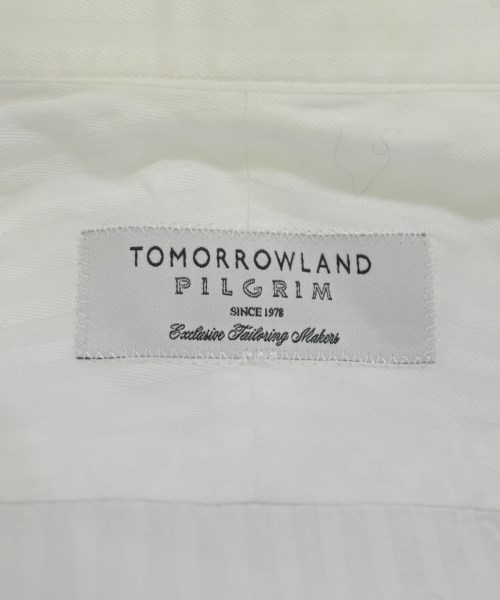 TOMORROWLAND
PILGRIM
SINCE 1978
Exclusive Tailoring Makers